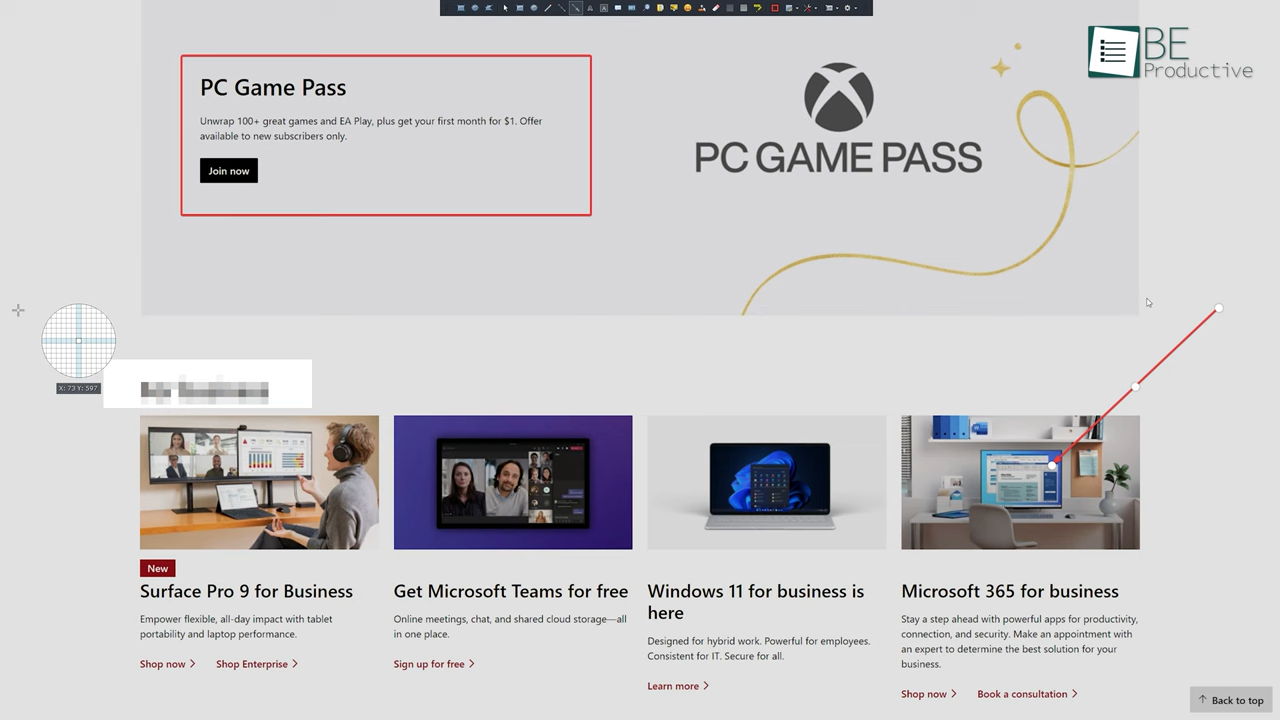 BE
Productive
PC Game Pass
Unwrap 100+ great games and EA Play, plus get your first month for $1. Offer
available to new subscribers only.
Join now
PC GAME PASS
X: 73 Y: 597
New
Surface Pro 9 for Business
Empower flexible, all-day impact with tablet
portability and laptop performance.
Shop now
Shop Enterprise
Get Microsoft Teams for free
Online meetings, chat, and shared cloud storage—all
in one place.
Sign up for free
Windows 11 for business is
here
Designed for hybrid work. Powerful for employees.
Consistent for IT. Secure for all.
Learn more
Microsoft 365 for business
Stay a step ahead with powerful apps for productivity,
connection, and security. Make an appointment with
an expert to determine the best solution for your
business.
Shop now
Book a consultation
Back to top